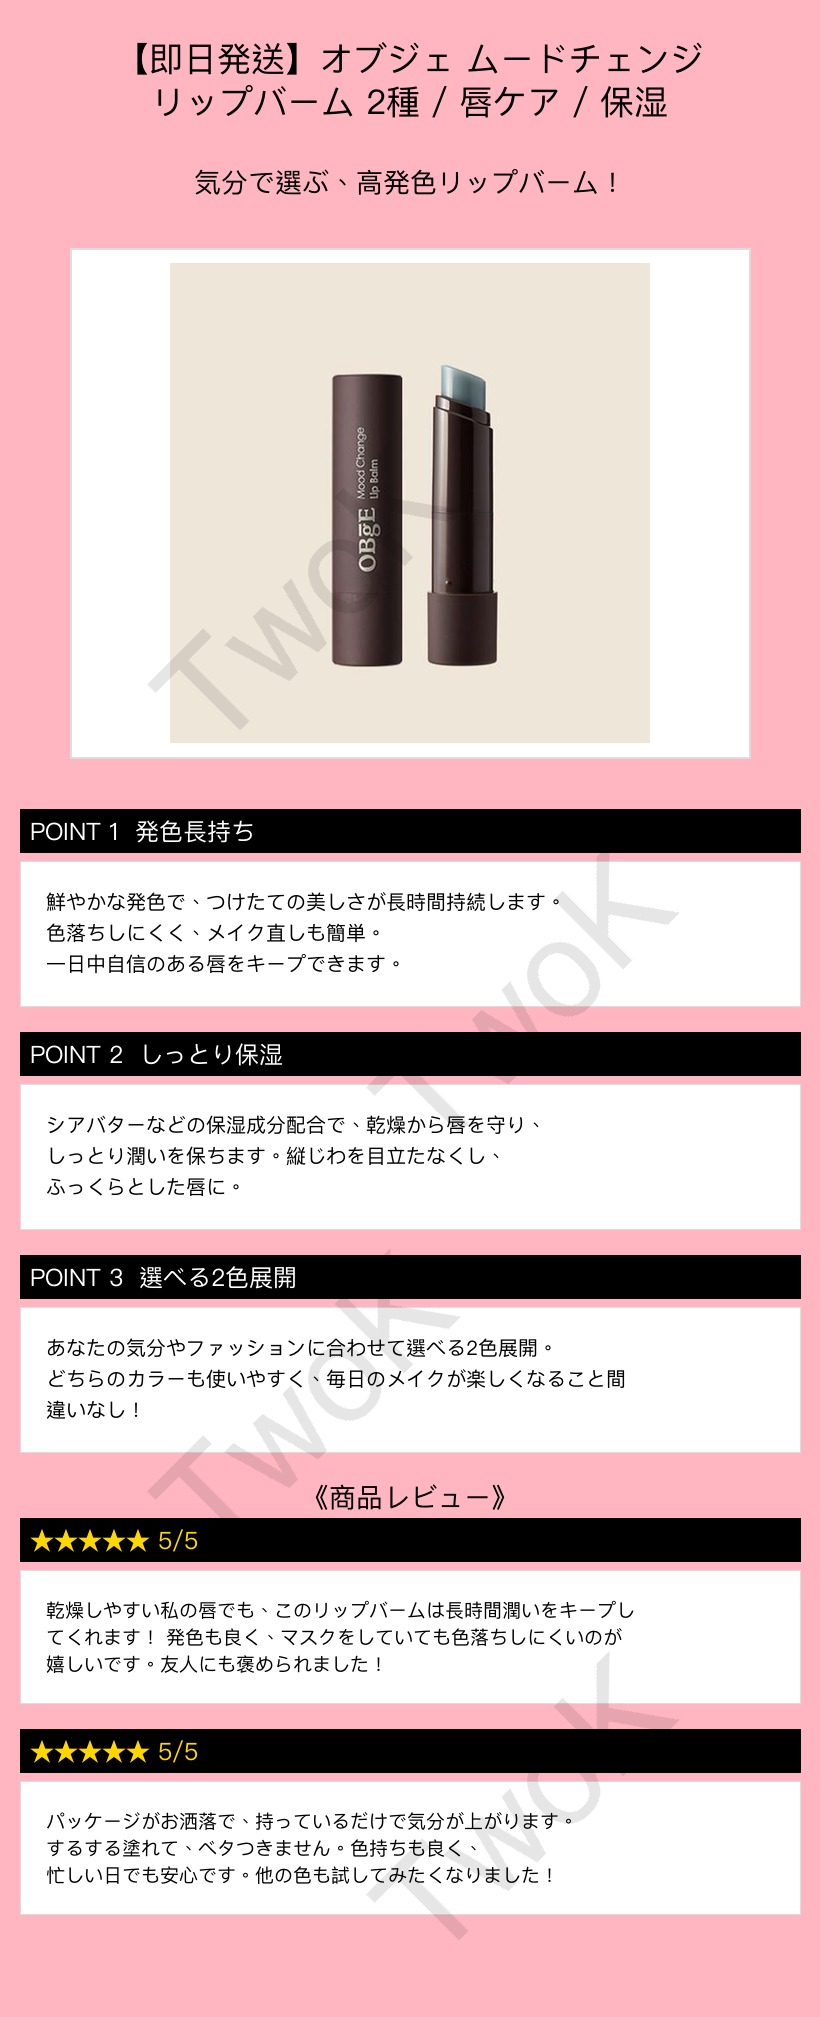 【即日発送】オブジェ ムードチェンジ
リップバーム 2種 / 唇ケア / 保湿
気分で選ぶ、高発色リップバーム！
OBgE Mood Change
Lip Balm
TwoK
POINT 1 発色長持ち
鮮やかな発色で、つけたての美しさが長時間持続します。
色落ちしにくく、メイク直しも簡単。
一日中自信のある唇をキープできます。
TwoK
POINT 2 しっとり保湿
シアバターなどの保湿成分配合で、乾燥から唇を守り、
しっとり潤いを保ちます。縦じわを目立たなくし、
ふっくらとした唇に。
POINT 3 選べる2色展開
あなたの気分やファッションに合わせて選べる2色展開。
どちらのカラーも使いやすく、毎日のメイクが楽しくなること間
違いなし！
TwoK
《商品レビュー》
★★★★★ 5/5
乾燥しやすい私の唇でも、このリップバームは長時間潤いをキープし
てくれます！ 発色も良く、マスクをしていても色落ちしにくいのが
嬉しいです。友人にも褒められました！
★★★★★ 5/5
パッケージがお洒落で、持っているだけで気分が上がります。
するする塗れて、ベタつきません。色持ちも良く、
忙しい日でも安心です。他の色も試してみたくなりました！
TwoK